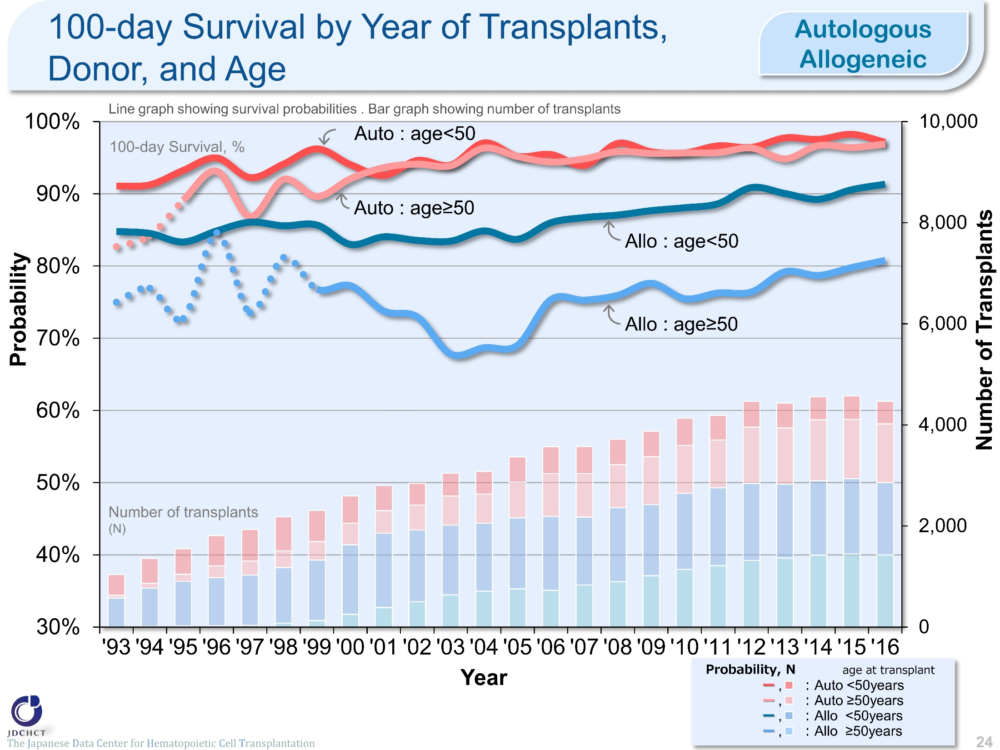 100-day Survival by Year of Transplants,
Donor, and Age
Autologous
Allogeneic
Line graph showing survival probabilities . Bar graph showing number of transplants
100%
90%
80%
70%
60%
50%
40%
30%
Probability
100-day Survival, %
Auto : age<50
Auto : age≥50
Allo : age<50
Allo : age≥50
Number of transplants
(N)
10,000
8,000
6,000
4,000
2,000
0
Number of Transplants
'93 '94 '95 '96 '97 '98 '99 '00 '01 '02 '03 '04 '05 '06 '07 '08 '09 '10 '11 '12 '13 '14 '15 '16
Year
Probability, N age at transplant
, : Auto <50years
, : Auto ≥50years
, : Allo <50years
, : Allo ≥50years
JDCHCT
The Japanese Data Center for Hematopoietic Cell Transplantation
24